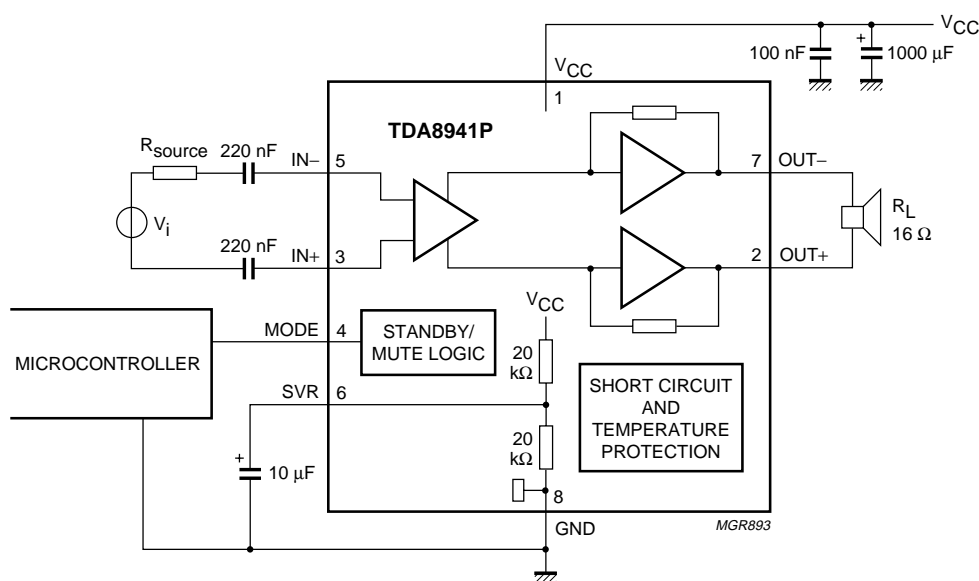 VCC
100 nF
1000 μF
VCC
1
TDA8941P
Rsource
220 nF
IN−
5
7
OUT−
Vi
RL
16 Ω
220 nF
IN+
3
2
OUT+
VCC
MODE
4
STANDBY/
MUTE LOGIC
MICROCONTROLLER
20
kΩ
SVR
6
SHORT CIRCUIT
AND
TEMPERATURE
PROTECTION
20
kΩ
+
10 μF
+
8
GND
MGR893